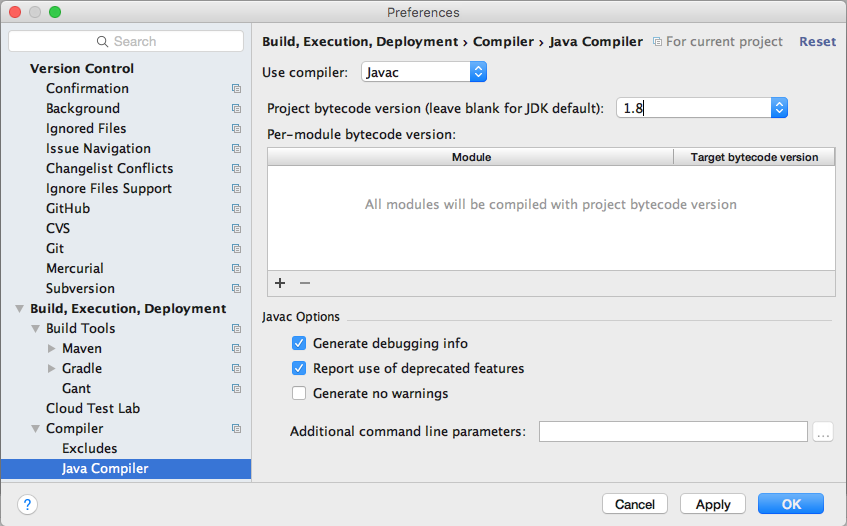 Preferences
Search
Version Control
Confirmation
Background
Ignored Files
Issue Navigation
Changelist Conflicts
Ignore Files Support
GitHub
CVS
Git
Mercurial
Subversion
Build, Execution, Deployment
Build Tools
Maven
Gradle
Gant
Cloud Test Lab
Compiler
Excludes
Java Compiler
?
Build, Execution, Deployment › Compiler › Java Compiler For current project Reset
Use compiler: Javac
Project bytecode version (leave blank for JDK default): 1.8
Per-module bytecode version:
Module Target bytecode version
All modules will be compiled with project bytecode version
+ −
Javac Options
Generate debugging info
Report use of deprecated features
Generate no warnings
Additional command line parameters: ...
Cancel Apply OK